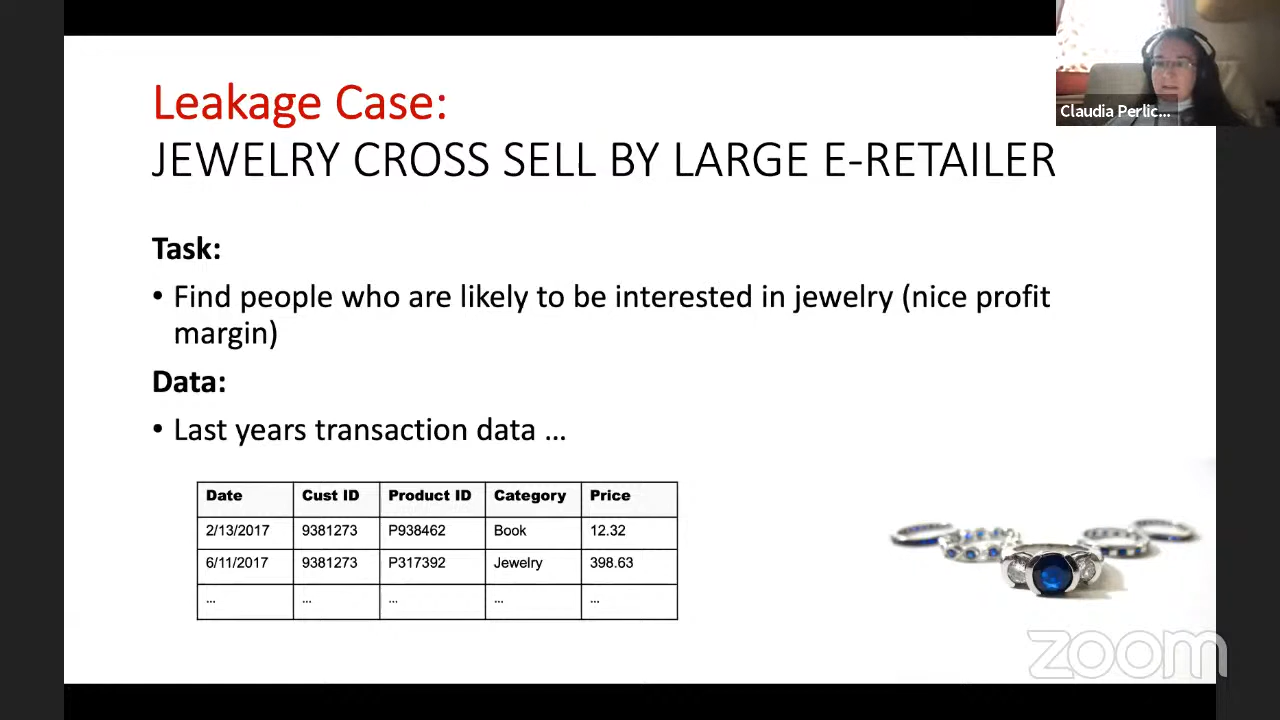 Leakage Case:
JEWELRY CROSS SELL BY LARGE E-RETAILER
Claudia Perlic...
Task:
• Find people who are likely to be interested in jewelry (nice profit
margin)
Data:
• Last years transaction data ...
Date Cust ID Product ID Category Price
2/13/2017 9381273 P938462 Book 12.32
6/11/2017 9381273 P317392 Jewelry 398.63
... ... ... ... ...
zoom